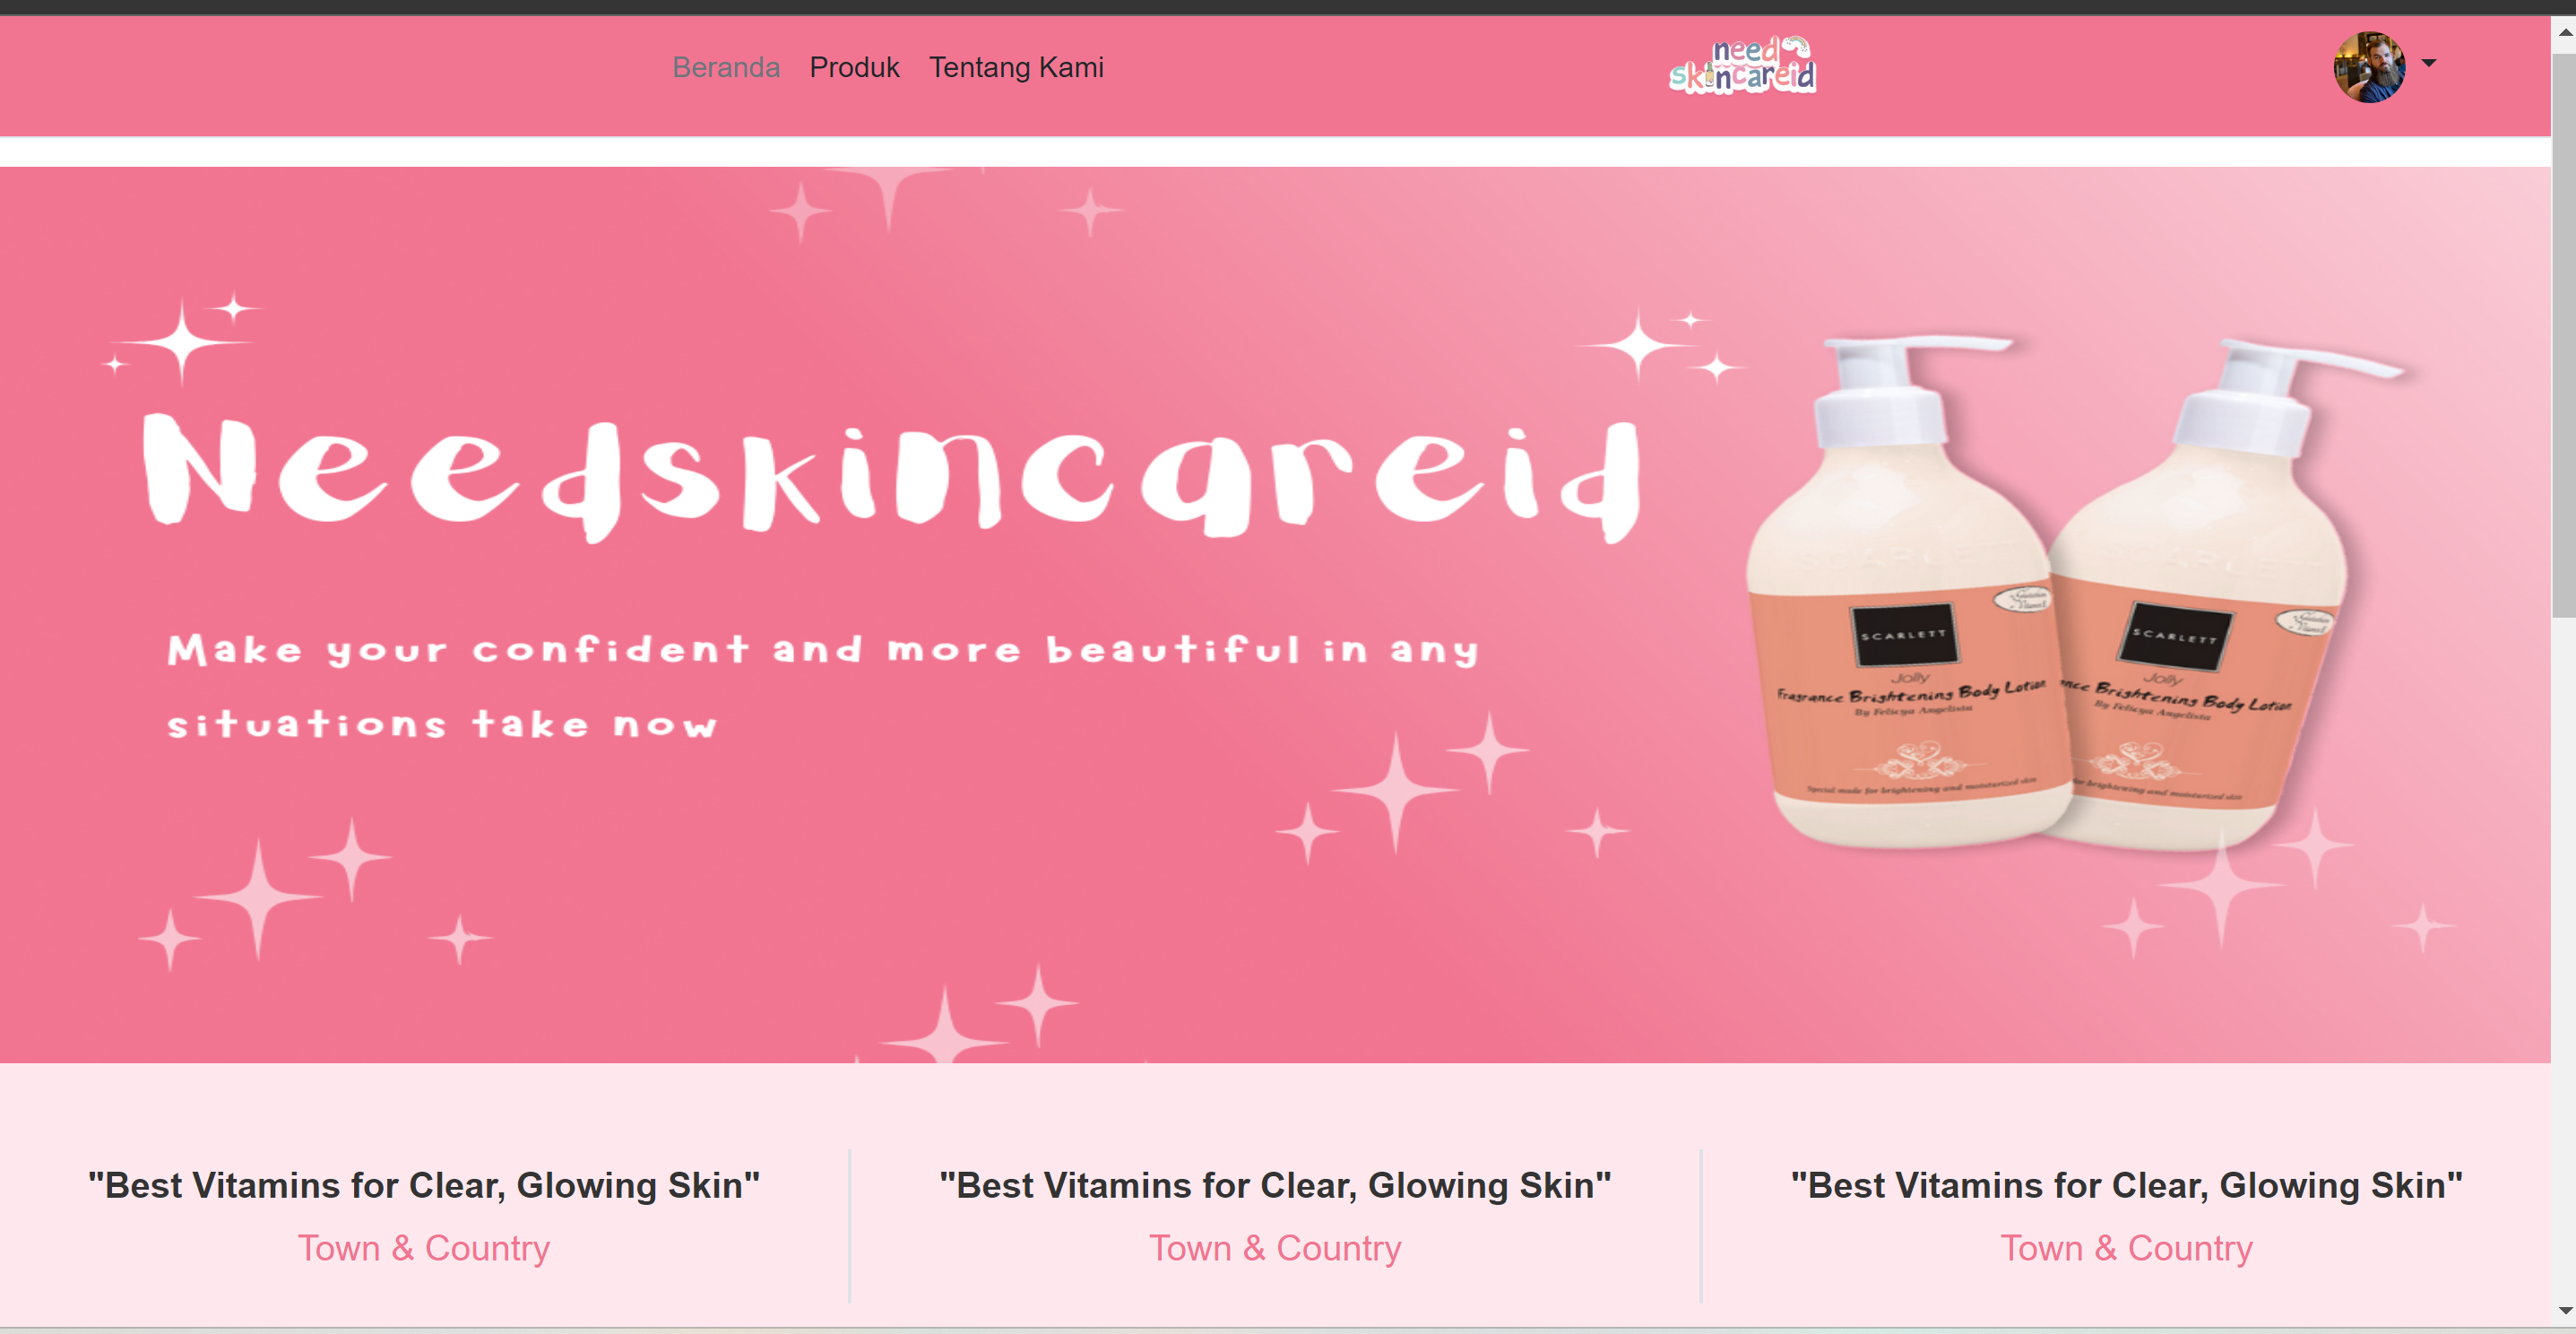 Beranda Produk Tentang Kami
need
skincareid
Needskincareid
Make your confident and more beautiful in any
situations take now
SCARLETT
SCARLETT
SCARLETT
Jolly
Fragrance Brightening Body Lotion
By Felicya Angelista
Special made for brightening and moisturized skin
SCARLETT
Jolly
Brightening Body Lotion
By Felicya Angelista
for brightening and moisturized skin
"Best Vitamins for Clear, Glowing Skin"
Town & Country
"Best Vitamins for Clear, Glowing Skin"
Town & Country
"Best Vitamins for Clear, Glowing Skin"
Town & Country